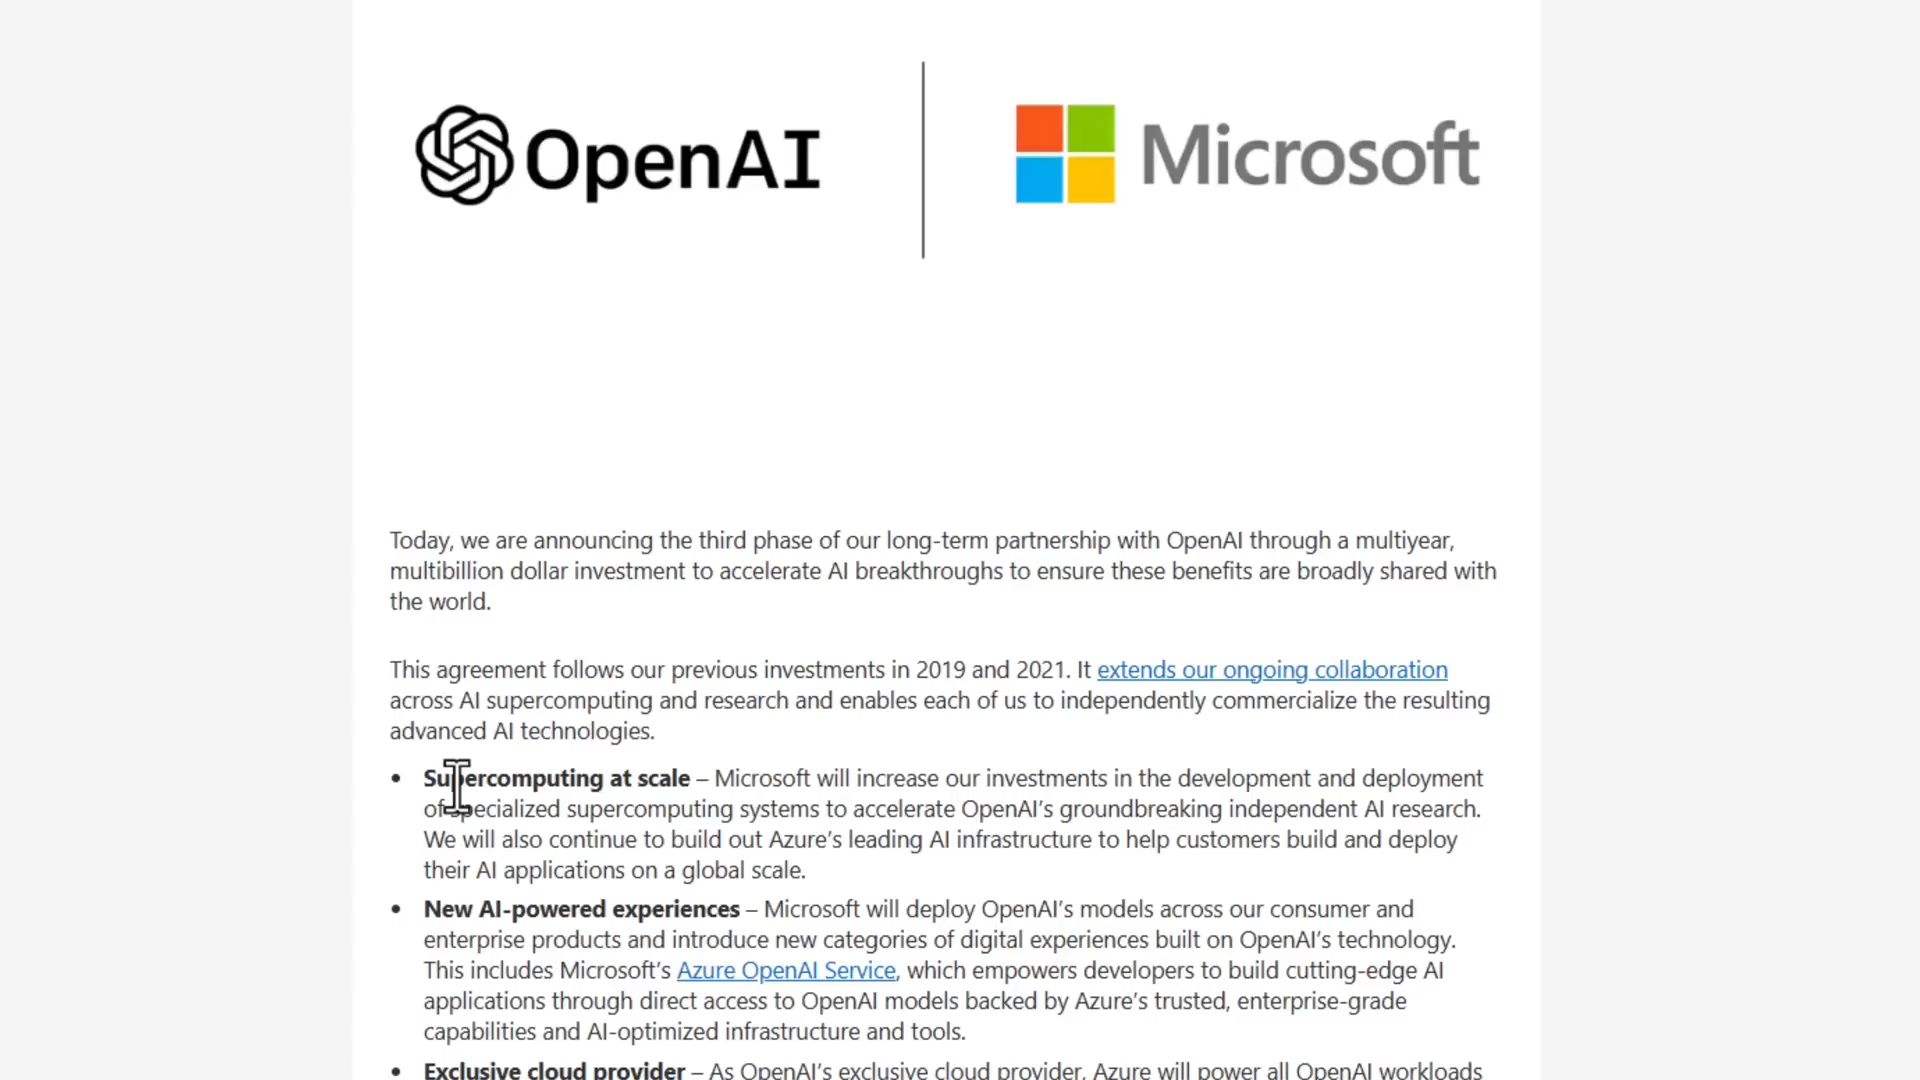 OpenAI
Microsoft
Today, we are announcing the third phase of our long-term partnership with OpenAI through a multiyear,
multibillion dollar investment to accelerate AI breakthroughs to ensure these benefits are broadly shared with
the world.
This agreement follows our previous investments in 2019 and 2021. It extends our ongoing collaboration
across AI supercomputing and research and enables each of us to independently commercialize the resulting
advanced AI technologies.
• Supercomputing at scale – Microsoft will increase our investments in the development and deployment
of specialized supercomputing systems to accelerate OpenAI’s groundbreaking independent AI research.
We will also continue to build out Azure’s leading AI infrastructure to help customers build and deploy
their AI applications on a global scale.
• New AI-powered experiences – Microsoft will deploy OpenAI’s models across our consumer and
enterprise products and introduce new categories of digital experiences built on OpenAI’s technology.
This includes Microsoft’s Azure OpenAI Service, which empowers developers to build cutting-edge AI
applications through direct access to OpenAI models backed by Azure’s trusted, enterprise-grade
capabilities and AI-optimized infrastructure and tools.
• Exclusive cloud provider – As OpenAI’s exclusive cloud provider, Azure will power all OpenAI workloads